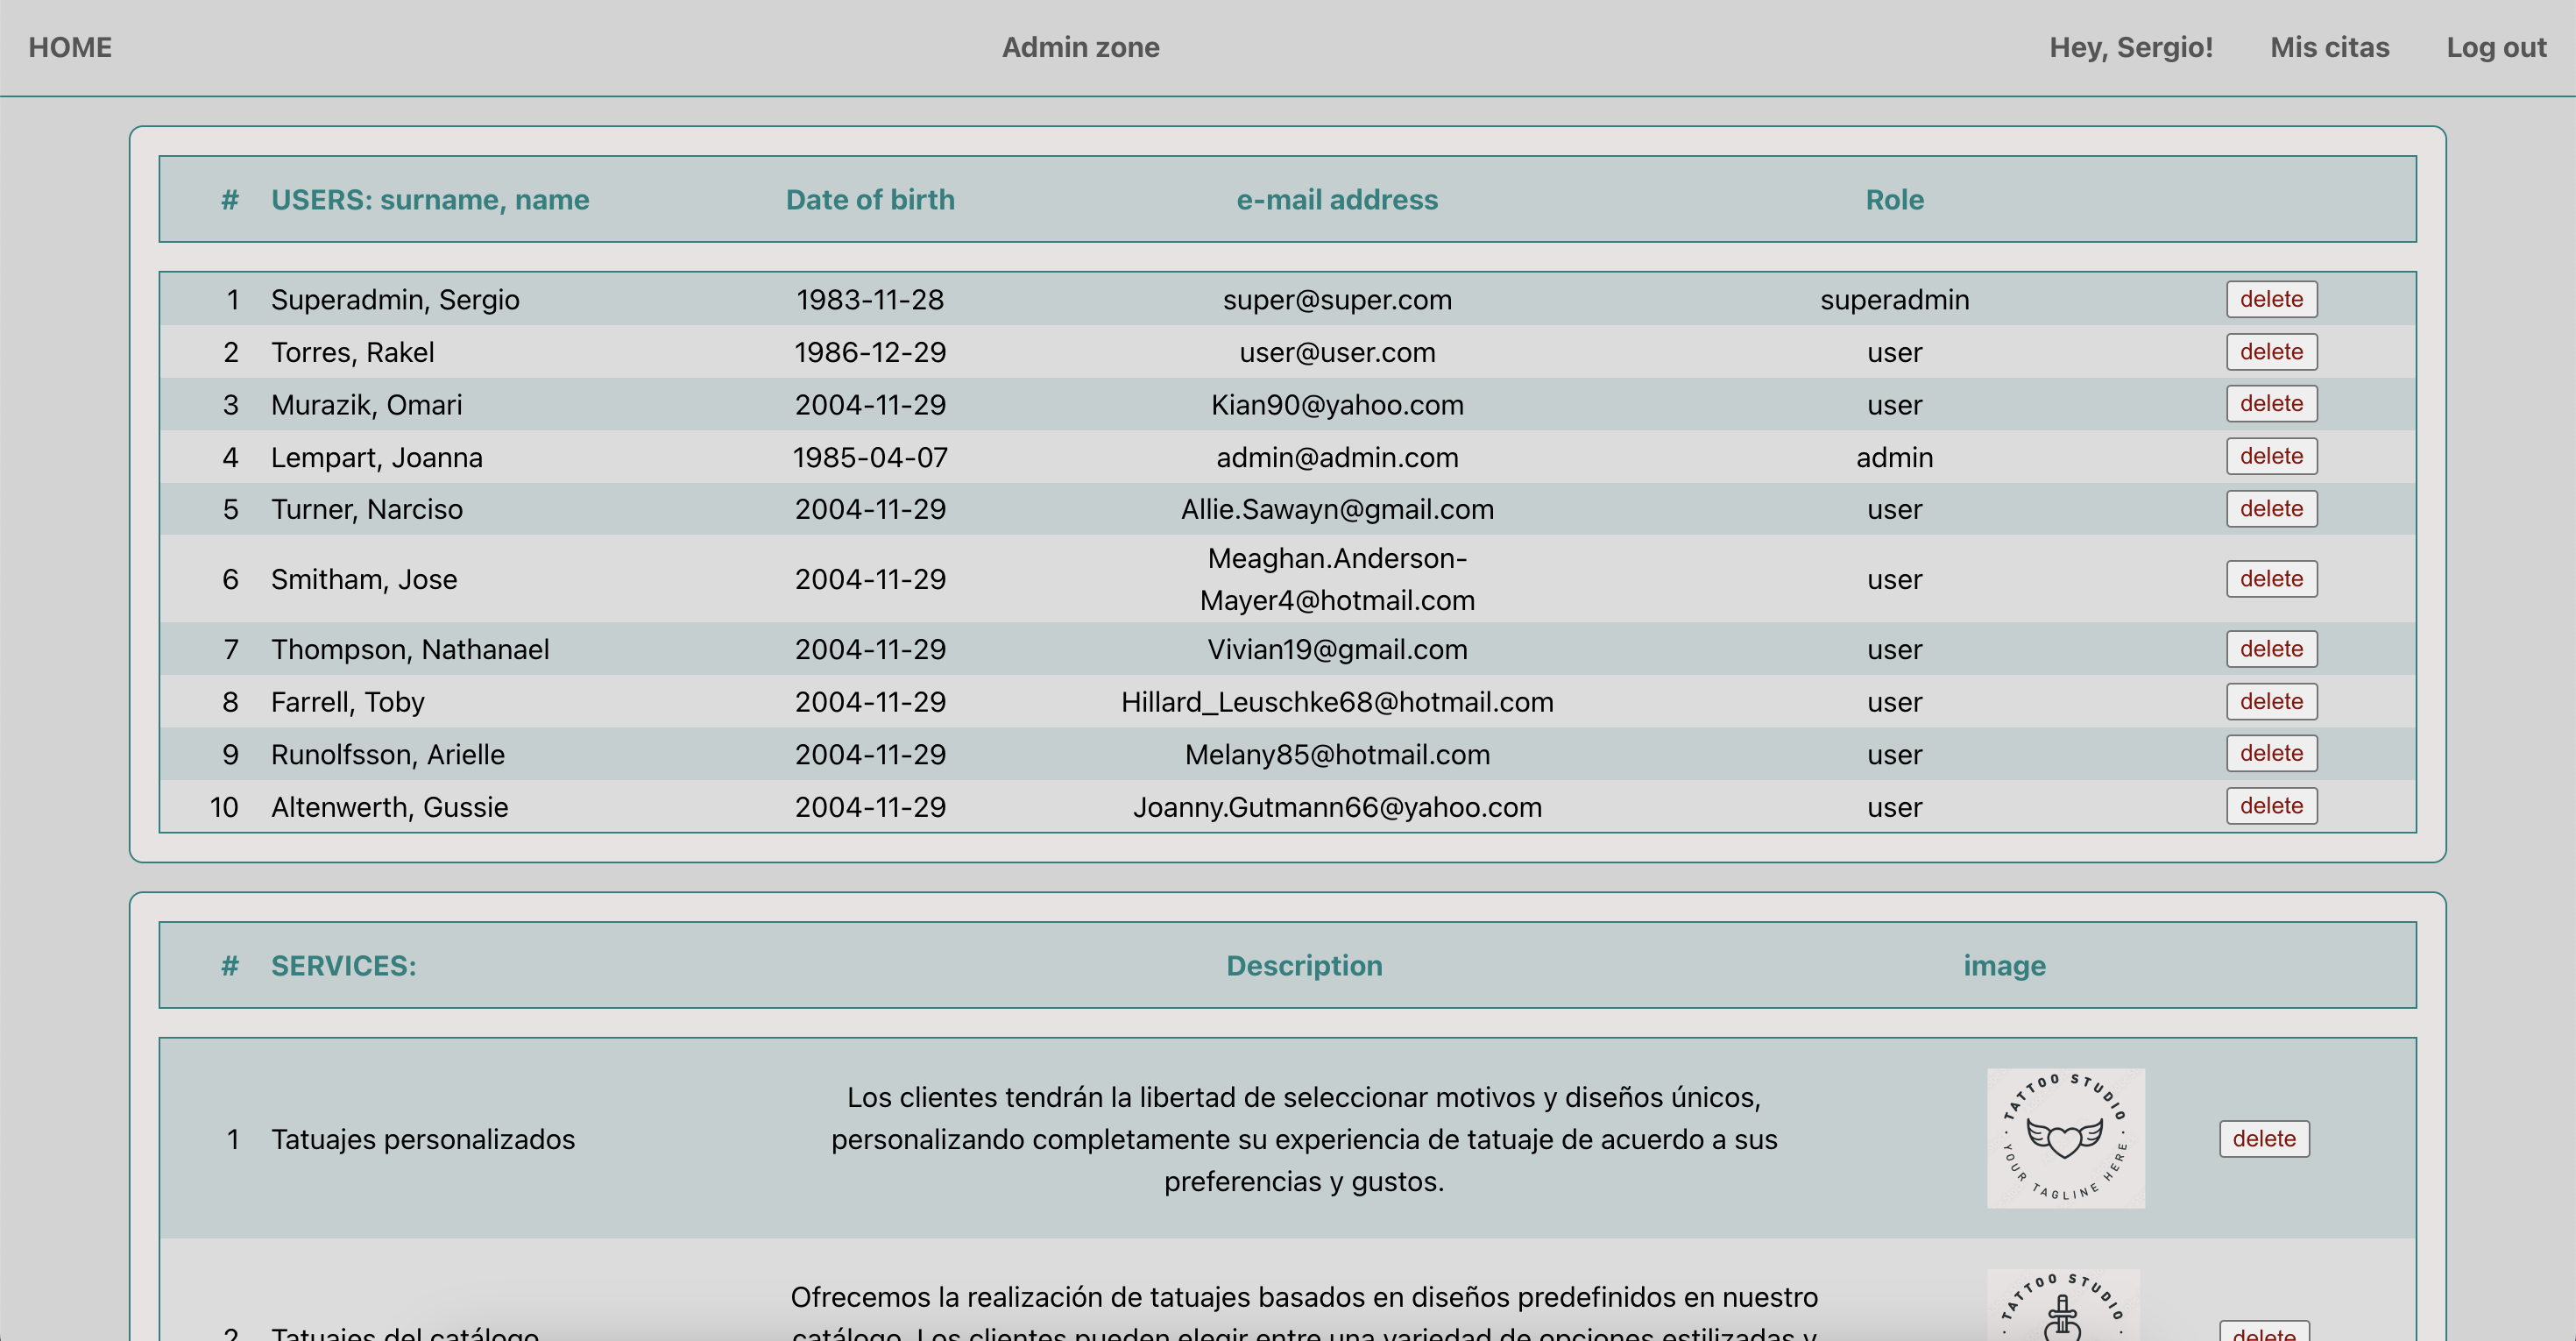 HOME Admin zone Hey, Sergio! Mis citas Log out
# USERS: surname, name Date of birth e-mail address Role
1 Superadmin, Sergio 1983-11-28 super@super.com superadmin delete
2 Torres, Rakel 1986-12-29 user@user.com user delete
3 Murazik, Omari 2004-11-29 Kian90@yahoo.com user delete
4 Lempart, Joanna 1985-04-07 admin@admin.com admin delete
5 Turner, Narciso 2004-11-29 Allie.Sawayn@gmail.com user delete
Meaghan.Anderson-
6 Smitham, Jose 2004-11-29 user delete
Mayer4@hotmail.com
7 Thompson, Nathanael 2004-11-29 Vivian19@gmail.com user delete
8 Farrell, Toby 2004-11-29 Hillard_Leuschke68@hotmail.com user delete
9 Runolfsson, Arielle 2004-11-29 Melany85@hotmail.com user delete
10 Altenwerth, Gussie 2004-11-29 Joanny.Gutmann66@yahoo.com user delete
# SERVICES: Description image
1 Tatuajes personalizados
Los clientes tendrán la libertad de seleccionar motivos y diseños únicos,
personalizando completamente su experiencia de tatuaje de acuerdo a sus
preferencias y gustos.
TATTOO STUDIO
YOUR TAGLINE HERE
delete
2 Tatuajes del catálogo
Ofrecemos la realización de tatuajes basados en diseños predefinidos en nuestro
catálogo. Los clientes pueden elegir entre una variedad de opciones estilizadas y
TATTOO STUDIO
delete